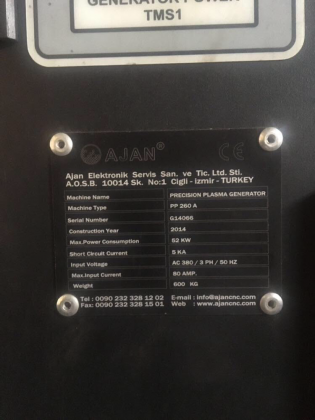 GENERATOR POWER
TMS1
AJAN®
CE
Ajan Elektronik Servis San. ve Tic. Ltd. Sti.
A.O.S.B. 10014 Sk. No:1 Cigli - izmir - TURKEY
Machine Name PRECISION PLASMA GENERATOR
Machine Type PP 260 A
Serial Number G14066
Construction Year 2014
Max.Power Consumption 52 KW
Short Circuit Current 5 KA
Input Voltage AC 380 / 3 PH / 50 HZ
Max.Input Current 80 AMP.
Weight 600 KG
Tel : 0090 232 328 12 02 E-mail : info@ajancnc.com
Fax : 0090 232 328 15 01 Web : www.ajancnc.com